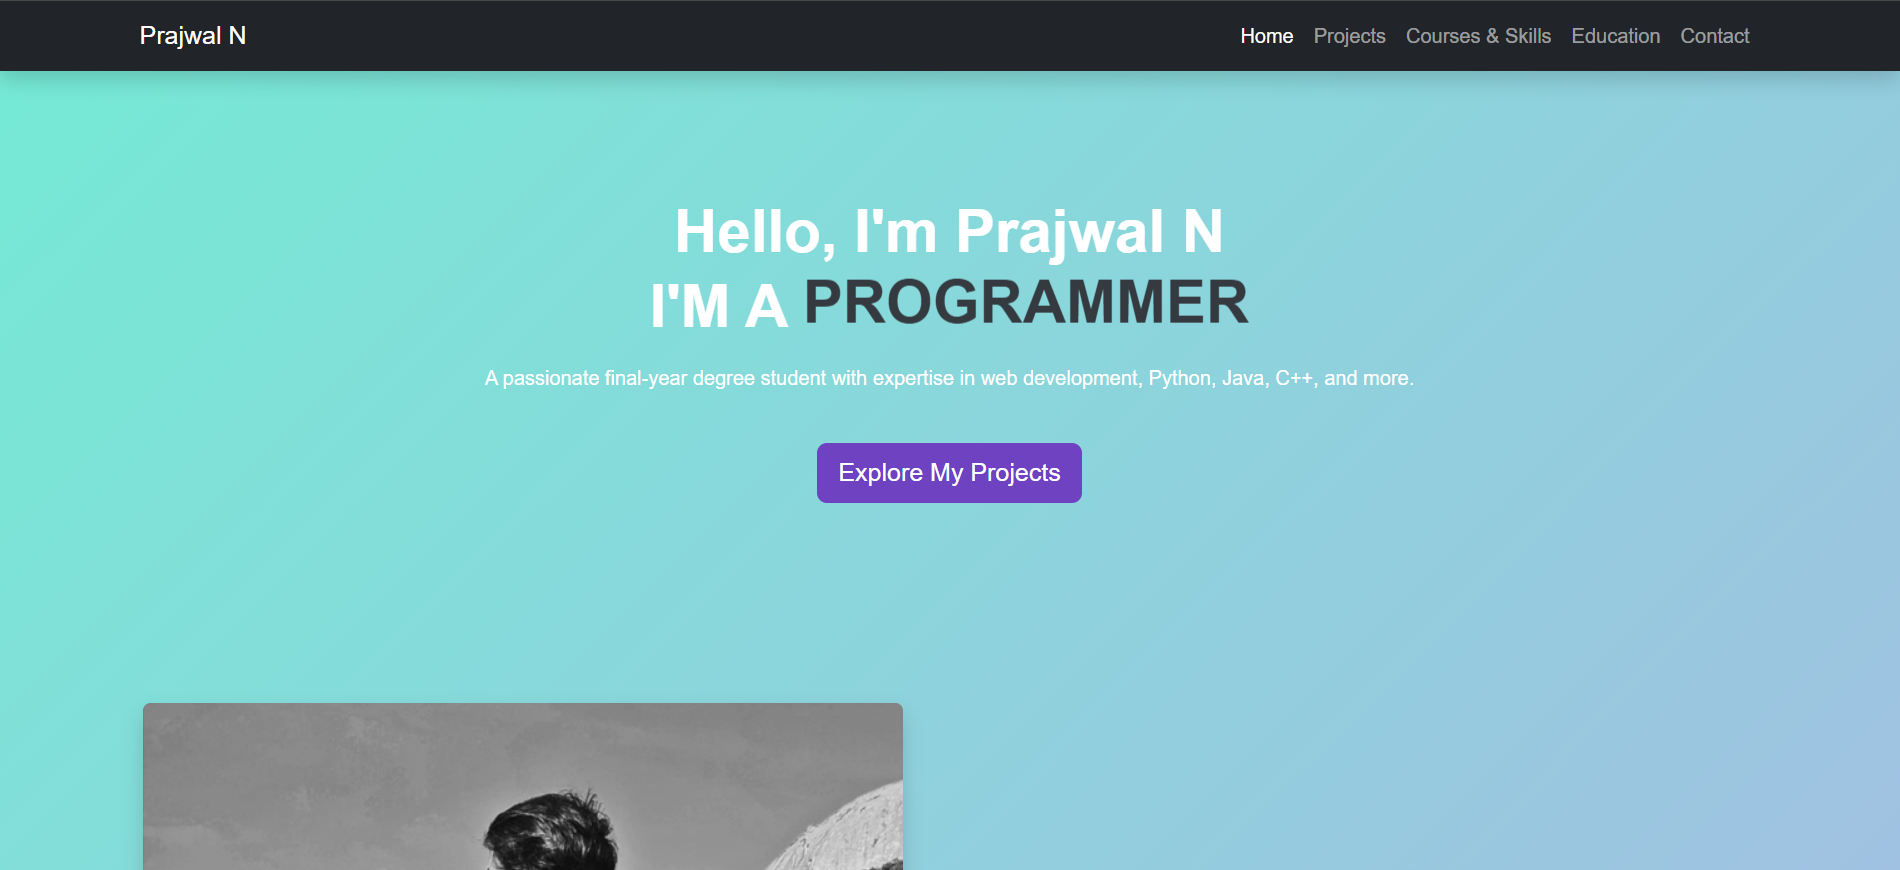 Prajwal N
Home Projects Courses & Skills Education Contact
Hello, I'm Prajwal N
I'M A PROGRAMMER
A passionate final-year degree student with expertise in web development, Python, Java, C++, and more.
Explore My Projects